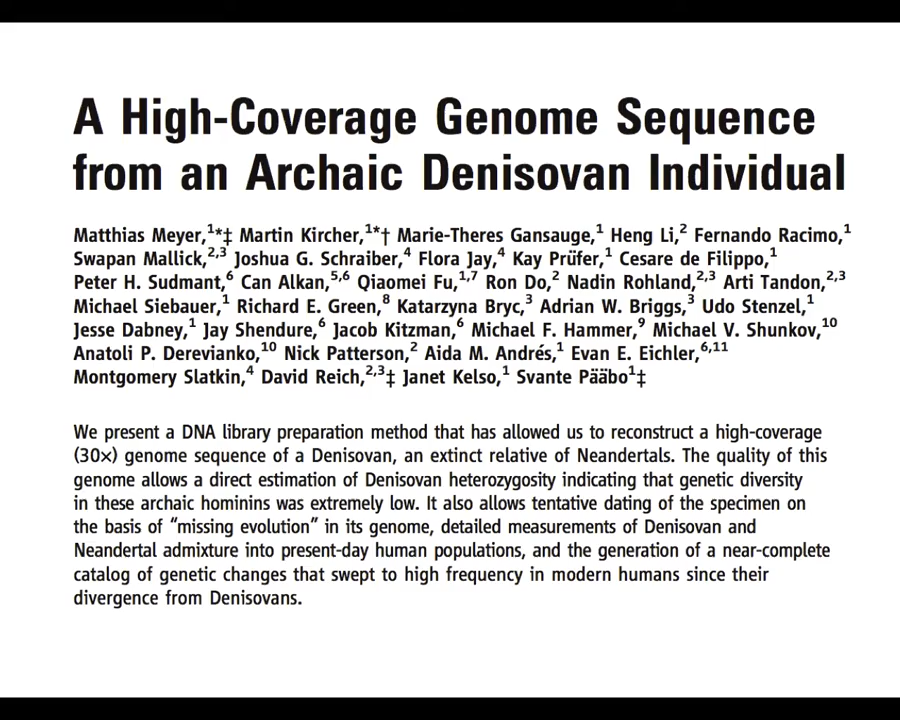 A High-Coverage Genome Sequence
from an Archaic Denisovan Individual
Matthias Meyer,¹*‡ Martin Kircher,¹*† Marie-Theres Gansauge,¹ Heng Li,² Fernando Racimo,¹
Swapan Mallick,²,³ Joshua G. Schraiber,⁴ Flora Jay,⁴ Kay Prüfer,¹ Cesare de Filippo,¹
Peter H. Sudmant,⁶ Can Alkan,⁵,⁶ Qiaomei Fu,¹,⁷ Ron Do,² Nadin Rohland,²,³ Arti Tandon,²,³
Michael Siebauer,¹ Richard E. Green,⁸ Katarzyna Bryc,³ Adrian W. Briggs,³ Udo Stenzel,¹
Jesse Dabney,¹ Jay Shendure,⁶ Jacob Kitzman,⁶ Michael F. Hammer,⁹ Michael V. Shunkov,¹⁰
Anatoli P. Derevianko,¹⁰ Nick Patterson,² Aida M. Andrés,¹ Evan E. Eichler,⁶,¹¹
Montgomery Slatkin,⁴ David Reich,²,³‡ Janet Kelso,¹ Svante Pääbo¹‡
We present a DNA library preparation method that has allowed us to reconstruct a high-coverage
(30×) genome sequence of a Denisovan, an extinct relative of Neandertals. The quality of this
genome allows a direct estimation of Denisovan heterozygosity indicating that genetic diversity
in these archaic hominins was extremely low. It also allows tentative dating of the specimen on
the basis of “missing evolution” in its genome, detailed measurements of Denisovan and
Neandertal admixture into present-day human populations, and the generation of a near-complete
catalog of genetic changes that swept to high frequency in modern humans since their
divergence from Denisovans.